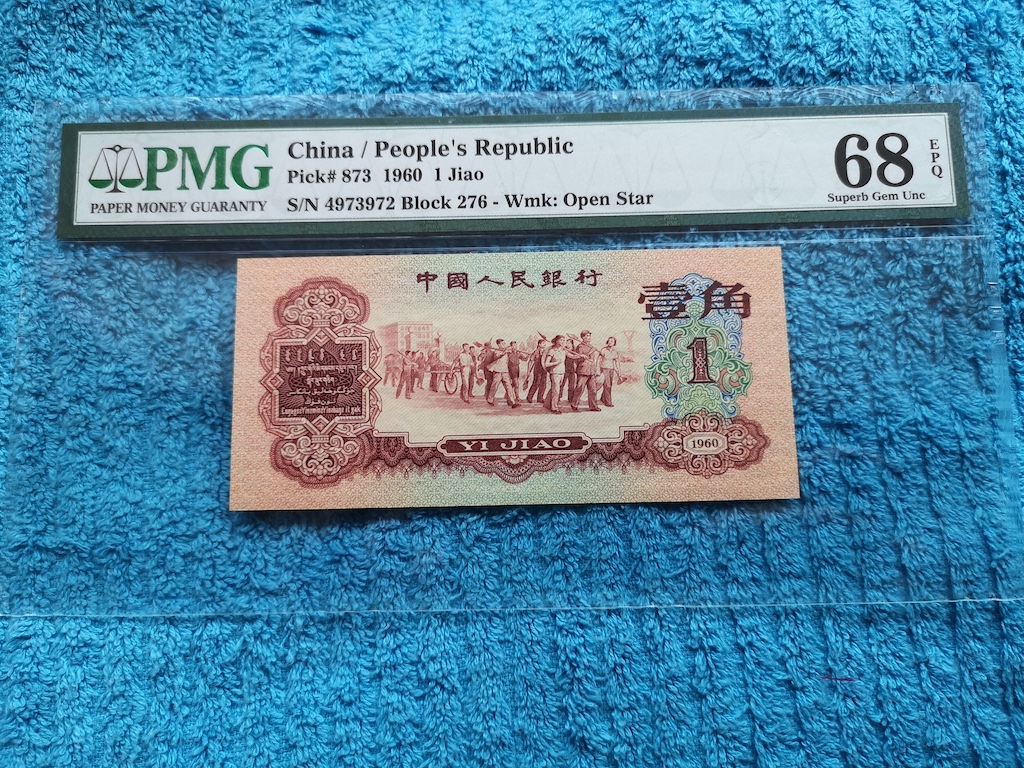 PMG
PAPER MONEY GUARANTY
China / People's Republic
Pick# 873 1960 1 Jiao
S/N 4973972 Block 276 - Wmk: Open Star
68
EPQ
Superb Gem Unc
中國人民銀行
壹角
1
YI JIAO
1960